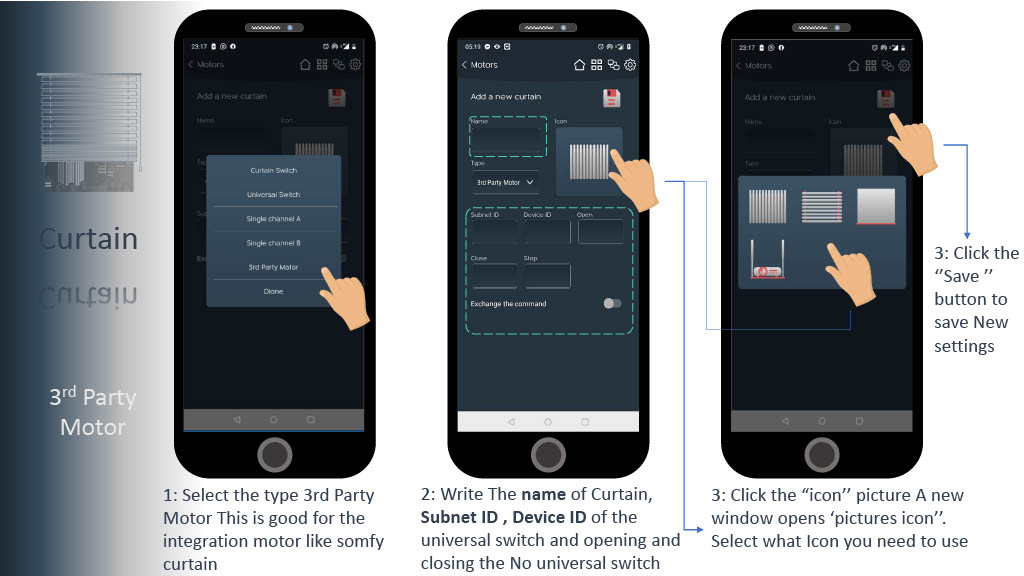 Curtain
3rd Party
Motor
23:17
Motors
Add a new curtain
Name
Icon
Curtain Switch
Universal Switch
Single channel A
Single channel B
3rd Party Motor
Dione
1: Select the type 3rd Party
Motor This is good for the
integration motor like somfy
curtain
05:19
Motors
Add a new curtain
Name
Icon
Type
3rd Party Motor
Subnet ID
Device ID
Open
Close
Stop
Exchange the command
2: Write The name of Curtain,
Subnet ID , Device ID of the
universal switch and opening and
closing the No universal switch
23:17
Motors
Add a new curtain
Name
Icon
Type
3: Click the “icon’’ picture A new
window opens ‘pictures icon’’.
Select what Icon you need to use
3: Click the
‘’Save ’’
button to
save New
settings